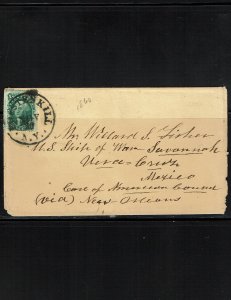 KILL
N.Y.
1860
Mr Willard S. Fisher
U.S. Ship of War Savannah
Vera-Cruz
Mexico
Care of American Consul
(via) New Orleans